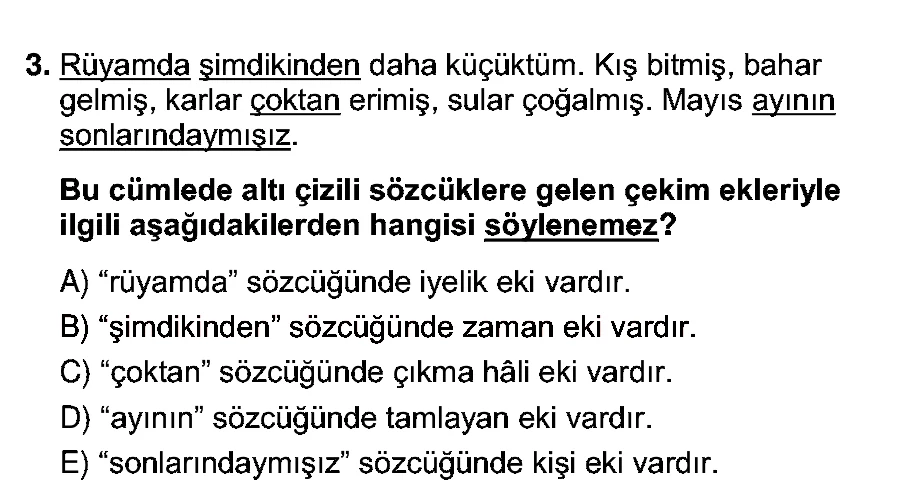 3. Rüyamda şimdikinden daha küçüktüm. Kış bitmiş, bahar
gelmiş, karlar çoktan erimiş, sular çoğalmış. Mayıs ayının
sonlarındaymışız.
Bu cümlede altı çizili sözcüklere gelen çekim ekleriyle
ilgili aşağıdakilerden hangisi söylenemez?
A) “rüyamda” sözcüğünde iyelik eki vardır.
B) “şimdikinden” sözcüğünde zaman eki vardır.
C) “çoktan” sözcüğünde çıkma hâli eki vardır.
D) “ayının” sözcüğünde tamlayan eki vardır.
E) “sonlarındaymışız” sözcüğünde kişi eki vardır.